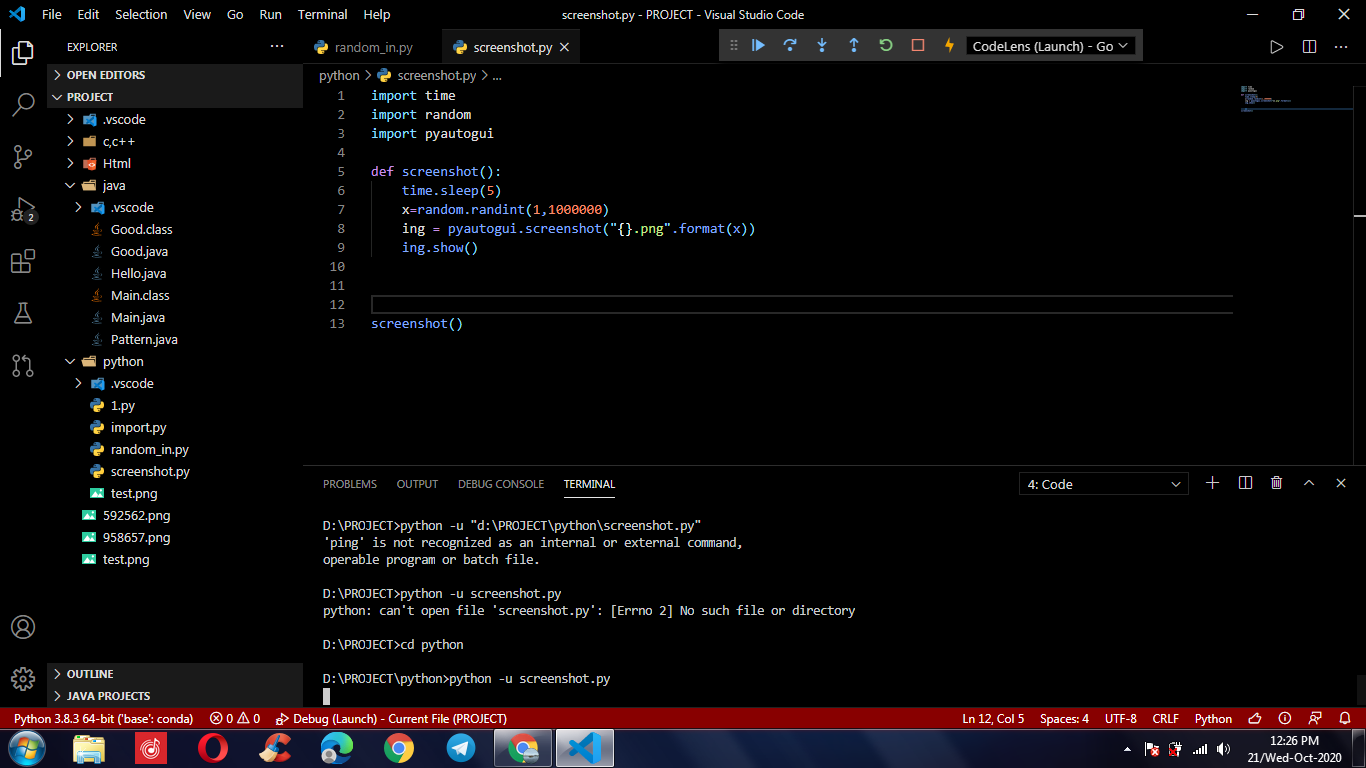 File Edit Selection View Go Run Terminal Help screenshot.py - PROJECT - Visual Studio Code
EXPLORER
random_in.py screenshot.py CodeLens (Launch) - Go
OPEN EDITORS
PROJECT
.vscode
c,c++
Html
java
.vscode
Good.class
Good.java
Hello.java
Main.class
Main.java
Pattern.java
python
.vscode
1.py
import.py
random_in.py
screenshot.py
test.png
592562.png
958657.png
test.png
OUTLINE
JAVA PROJECTS
2
python > screenshot.py > ...
1 import time
2 import random
3 import pyautogui
4
5 def screenshot():
6 time.sleep(5)
7 x=random.randint(1,1000000)
8 ing = pyautogui.screenshot("{}.png".format(x))
9 ing.show()
10
11
12
13 screenshot()
PROBLEMS OUTPUT DEBUG CONSOLE TERMINAL 4: Code
D:\PROJECT>python -u "d:\PROJECT\python\screenshot.py"
'ping' is not recognized as an internal or external command,
operable program or batch file.
D:\PROJECT>python -u screenshot.py
python: can't open file 'screenshot.py': [Errno 2] No such file or directory
D:\PROJECT>cd python
D:\PROJECT\python>python -u screenshot.py
Python 3.8.3 64-bit ('base': conda) 0 0 Debug (Launch) - Current File (PROJECT) Ln 12, Col 5 Spaces: 4 UTF-8 CRLF Python
12:26 PM
21/Wed-Oct-2020